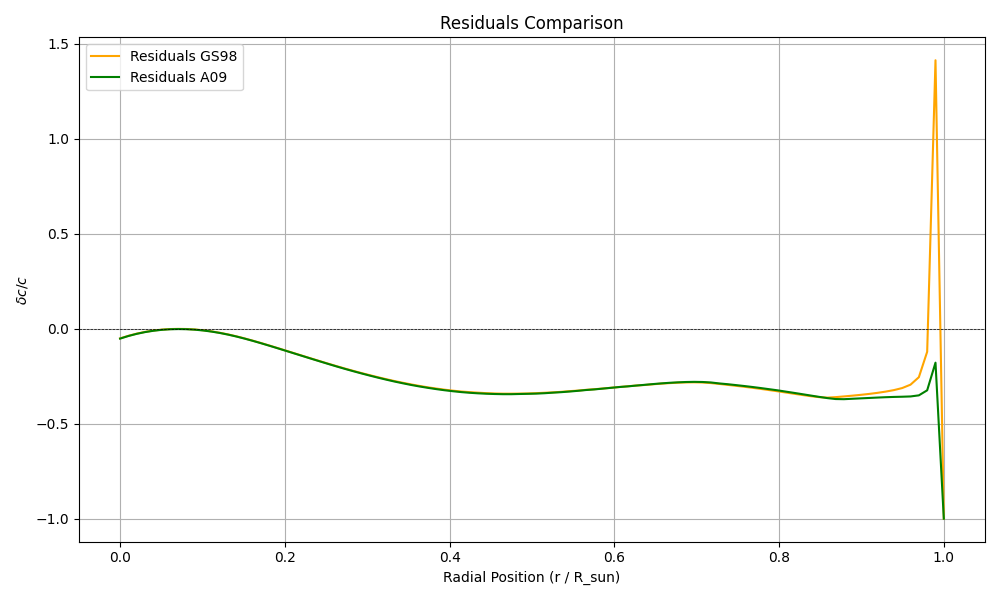 Residuals Comparison
Residuals GS98
Residuals A09
1.5
1.0
0.5
0.0
−0.5
−1.0
δc/c
0.0 0.2 0.4 0.6 0.8 1.0
Radial Position (r / R_sun)